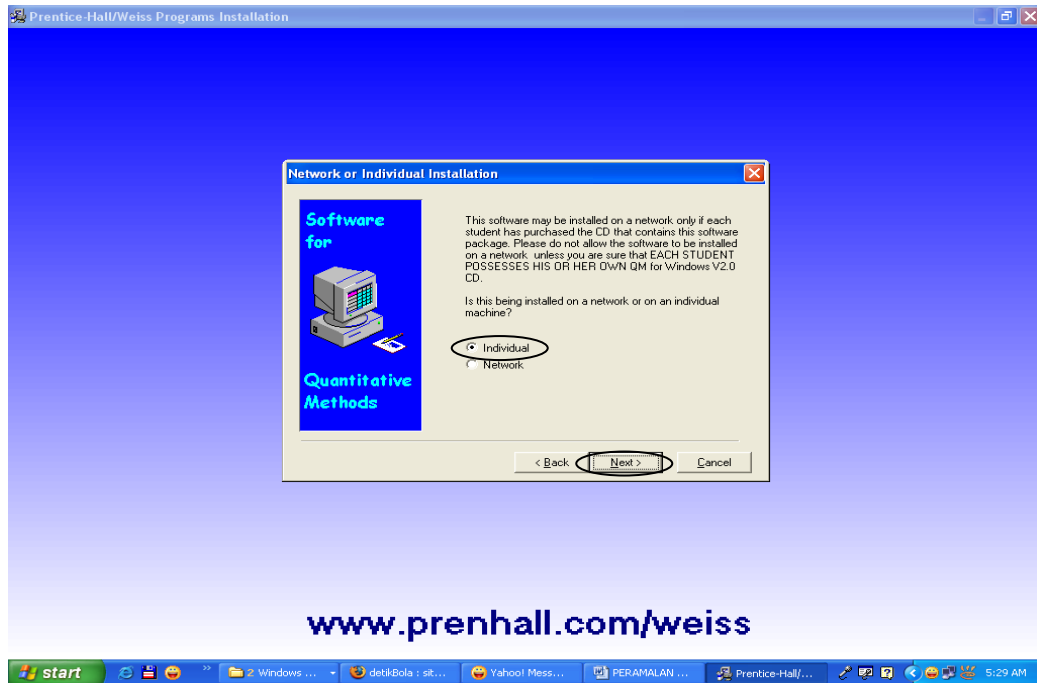 Prentice-Hall/Weiss Programs Installation
Network or Individual Installation
Software
for
Quantitative
Methods
This software may be installed on a network only if each
student has purchased the CD that contains this software
package. Please do not allow the software to be installed
on a network unless you are sure that EACH STUDENT
POSSESSES HIS OR HER OWN QM for Windows V2.0
CD.
Is this being installed on a network or on an individual
machine?
Individual
Network
< Back
Next >
Cancel
www.prenhall.com/weiss
start
2 Windows ...
detikBola : sit...
Yahoo! Mess...
PERAMALAN ...
Prentice-Hall/...
5:29 AM